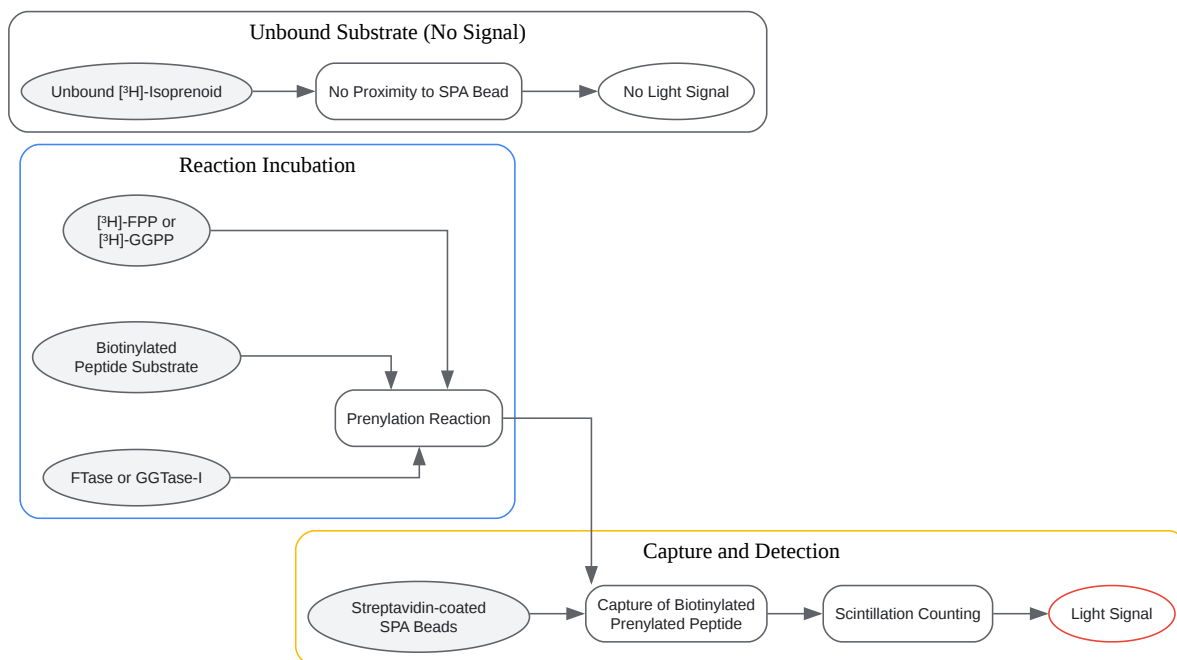 Unbound Substrate (No Signal)
Unbound [³H]-Isoprenoid
No Proximity to SPA Bead
No Light Signal
Reaction Incubation
[³H]-FPP or
[³H]-GGPP
Biotinylated
Peptide Substrate
Prenylation Reaction
FTase or GGTase-I
Capture and Detection
Streptavidin-coated
SPA Beads
Capture of Biotinylated
Prenylated Peptide
Scintillation Counting
Light Signal